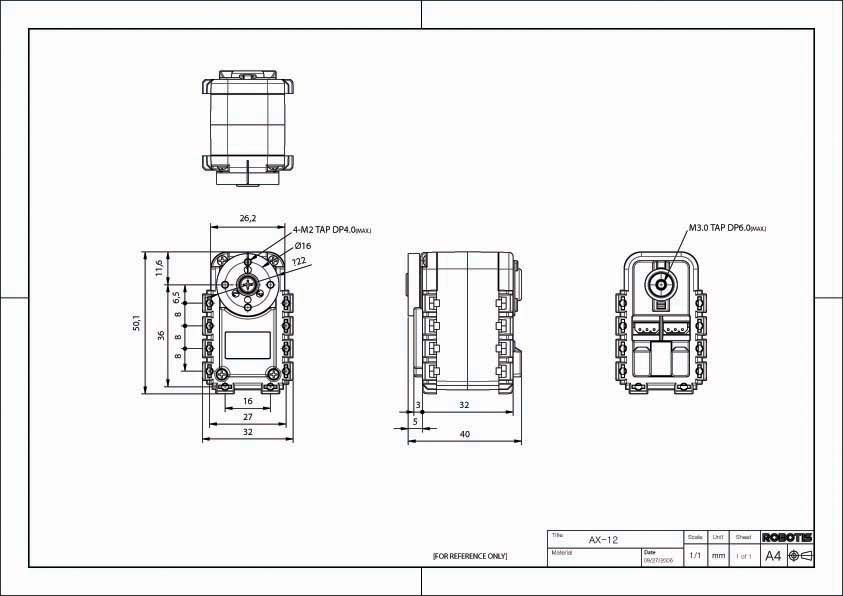 26,2
4-M2 TAP DP4.0(MAX.)
Ø16
?22
M3.0 TAP DP6.0(MAX.)
11,6
6,5
8
8
8
36
50,1
16
27
32
3
32
5
40
[FOR REFERENCE ONLY]
Title
AX-12
Material
Date
09/27/2006
Scale
Unit
Sheet
1/1
mm
1 of 1
ROBOTIS
A4